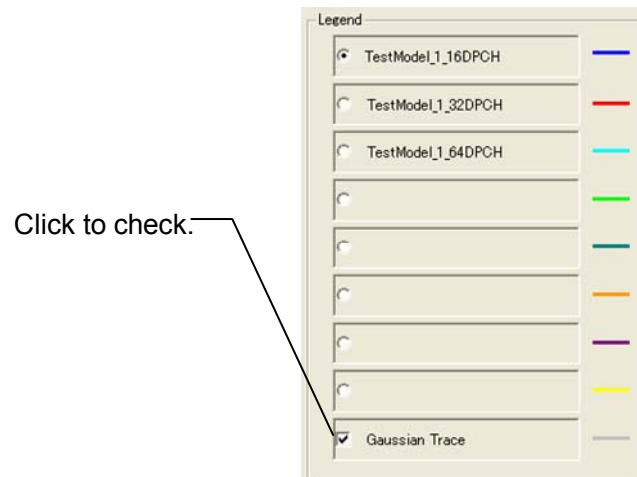 Legend
TestModel_1_16DPCH
TestModel_1_32DPCH
TestModel_1_64DPCH
Click to check.
Gaussian Trace